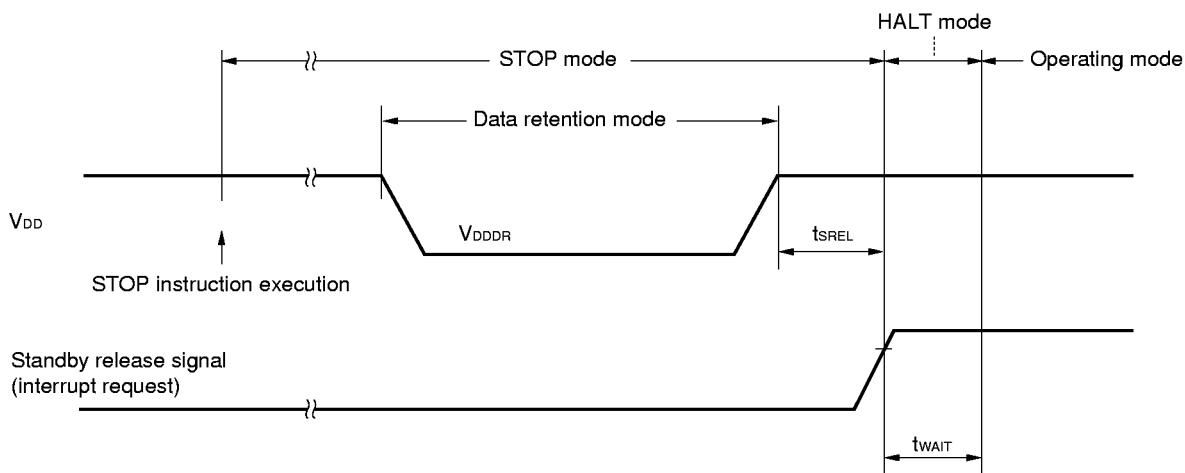 HALT mode
STOP mode
Operating mode
Data retention mode
VDD
VDDDR
tSREL
STOP instruction execution
Standby release signal
(interrupt request)
tWAIT